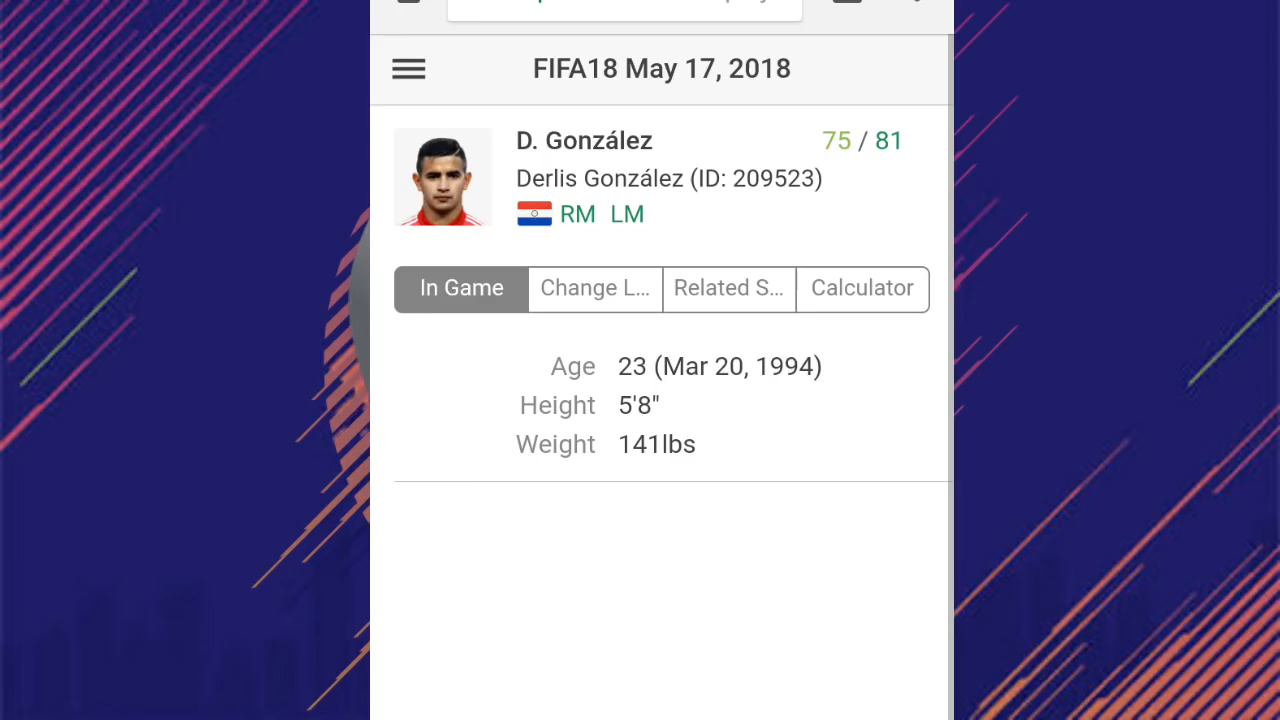 FIFA18 May 17, 2018
D. González 75 / 81
Derlis González (ID: 209523)
RM LM
In Game Change L... Related S... Calculator
Age 23 (Mar 20, 1994)
Height 5'8"
Weight 141lbs